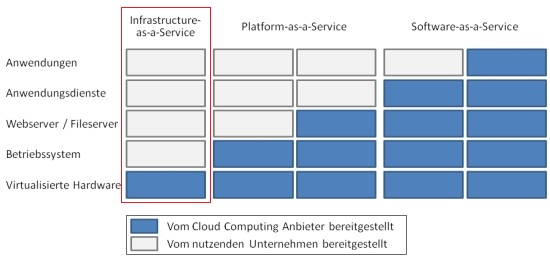 Infrastructure-
as-a-Service
Platform-as-a-Service
Software-as-a-Service
Anwendungen
Anwendungsdienste
Webserver / Fileserver
Betriebssystem
Virtualisierte Hardware
Vom Cloud Computing Anbieter bereitgestellt
Vom nutzenden Unternehmen bereitgestellt